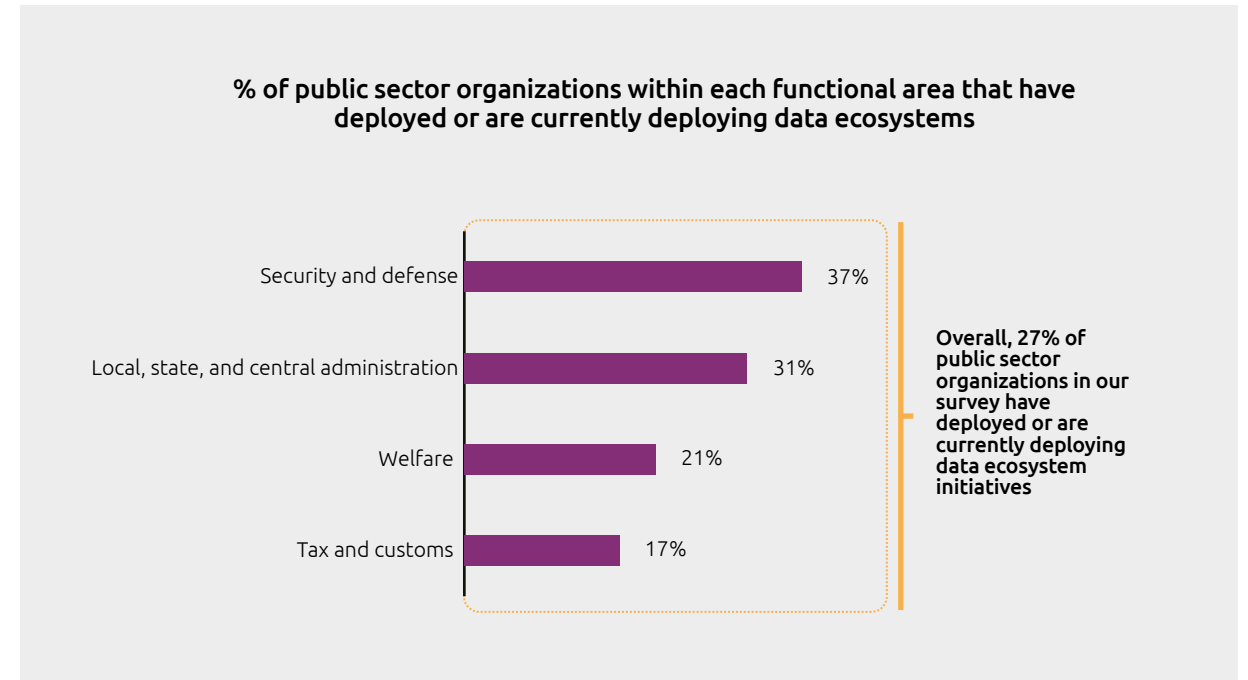 % of public sector organizations within each functional area that have
deployed or are currently deploying data ecosystems
Security and defense
37%
Local, state, and central administration
31%
Welfare
21%
Tax and customs
17%
Overall, 27% of
public sector
organizations in our
survey have
deployed or are
currently deploying
data ecosystem
initiatives